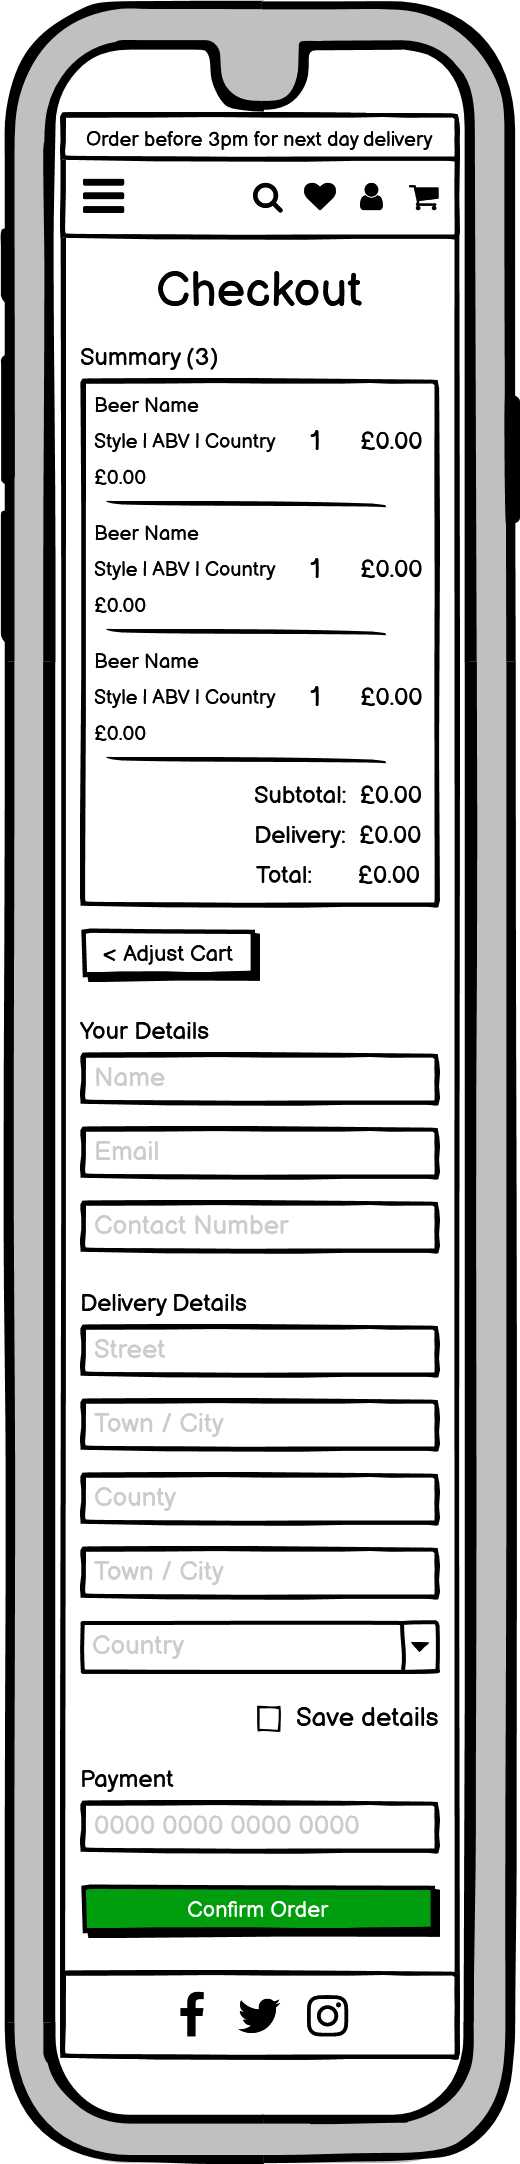 Order before 3pm for next day delivery
Checkout
Summary (3)
Beer Name
Style | ABV | Country 1 £0.00
£0.00
Beer Name
Style | ABV | Country 1 £0.00
£0.00
Beer Name
Style | ABV | Country 1 £0.00
£0.00
Subtotal: £0.00
Delivery: £0.00
Total: £0.00
< Adjust Cart
Your Details
Name
Email
Contact Number
Delivery Details
Street
Town / City
County
Town / City
Country
Save details
Payment
0000 0000 0000 0000
Confirm Order